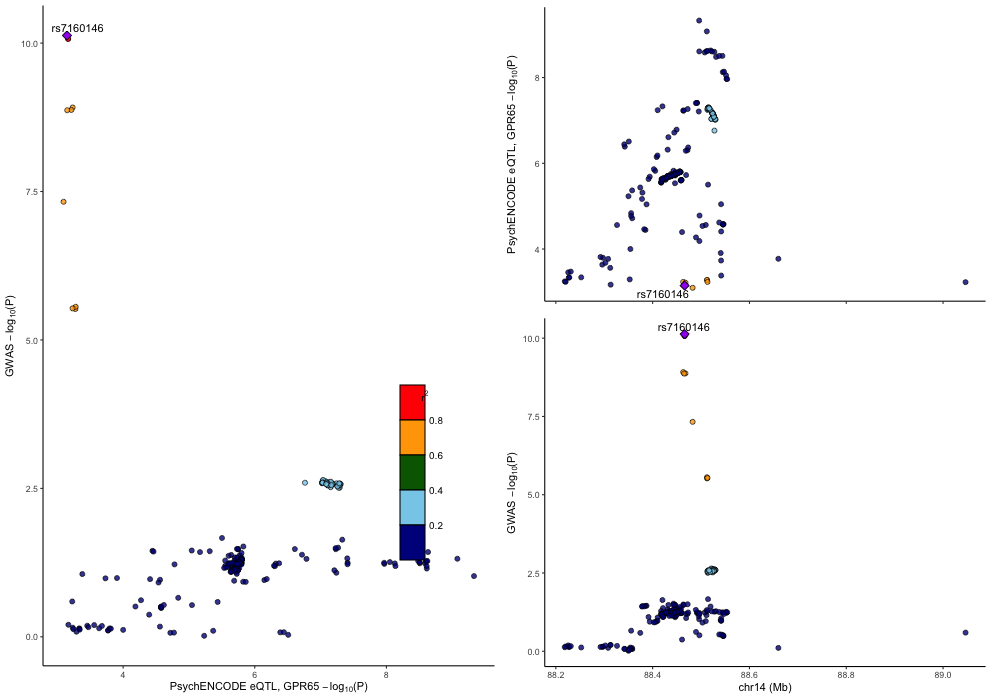 rs7160146
10.0
7.5
5.0
2.5
0.0
GWAS −log10(P)
4
6
8
PsychENCODE eQTL, GPR65 −log10(P)
r2
0.8
0.6
0.4
0.2
8
6
4
PsychENCODE eQTL, GPR65 −log10(P)
rs7160146
rs7160146
10.0
7.5
5.0
2.5
0.0
GWAS −log10(P)
88.2
88.4
88.6
88.8
89.0
chr14 (Mb)